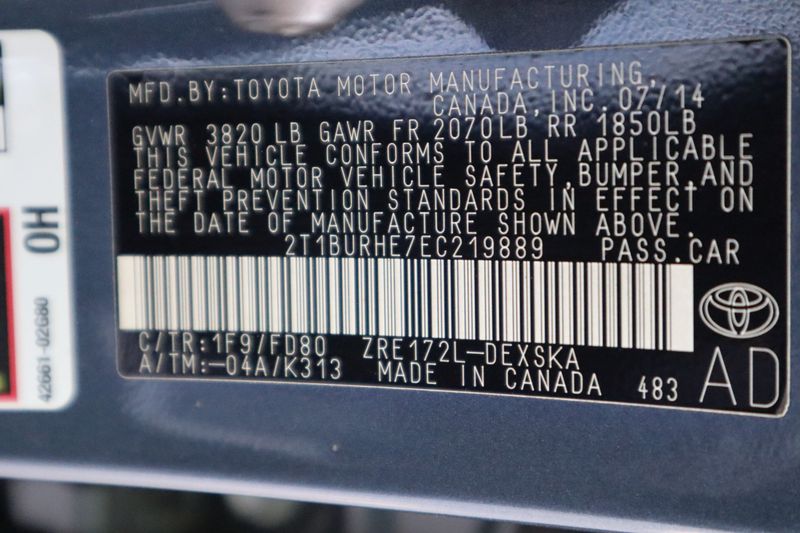 MFD.BY:TOYOTA MOTOR MANUFACTURING,
CANADA,INC.07/14
GVWR 3820 LB GAWR FR 2070LB, RR 1850LB
THIS VEHICLE CONFORMS TO ALL APPLICABLE
FEDERAL MOTOR VEHICLE SAFETY,BUMPER,AND
THEFT PREVENTION STANDARDS IN EFFECT ON
THE DATE OF MANUFACTURE SHOWN ABOVE.
2T1BURHE7EC219889 PASS.CAR
C/TR:1F9/FD80 ZRE172L-DEXSKA
A/TM:-04A/K313 MADE IN CANADA 483
AD
OH
42661-02G80